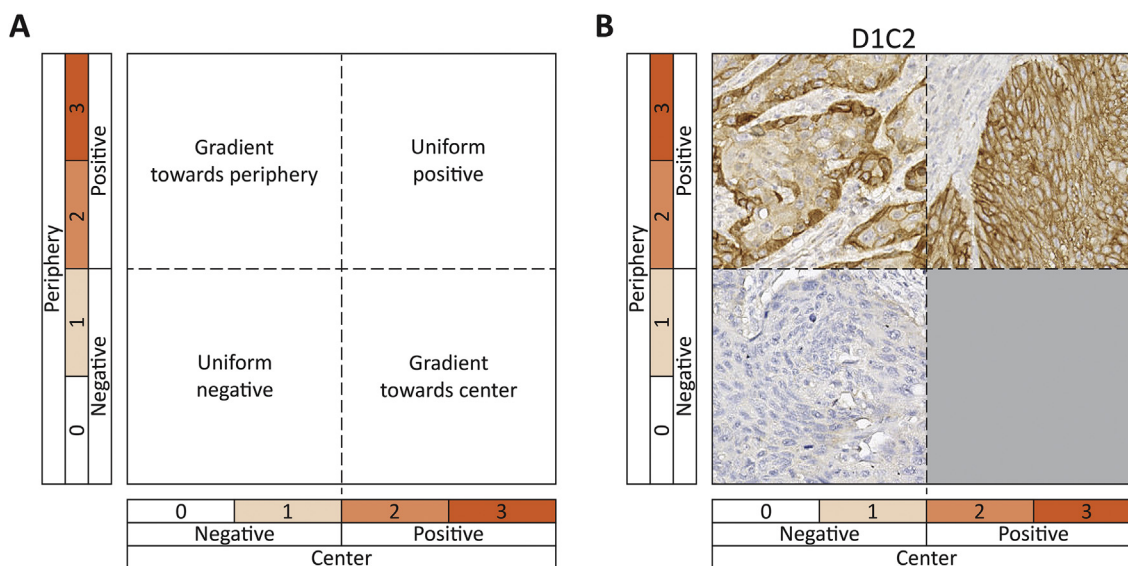 A
Periphery
Positive
Negative
3
2
1
0
Gradient
towards periphery
Uniform
positive
Uniform
negative
Gradient
towards center
0 1 2 3
Negative Positive
Center
B
D1C2
Periphery
Positive
Negative
3
2
1
0
0 1 2 3
Negative Positive
Center